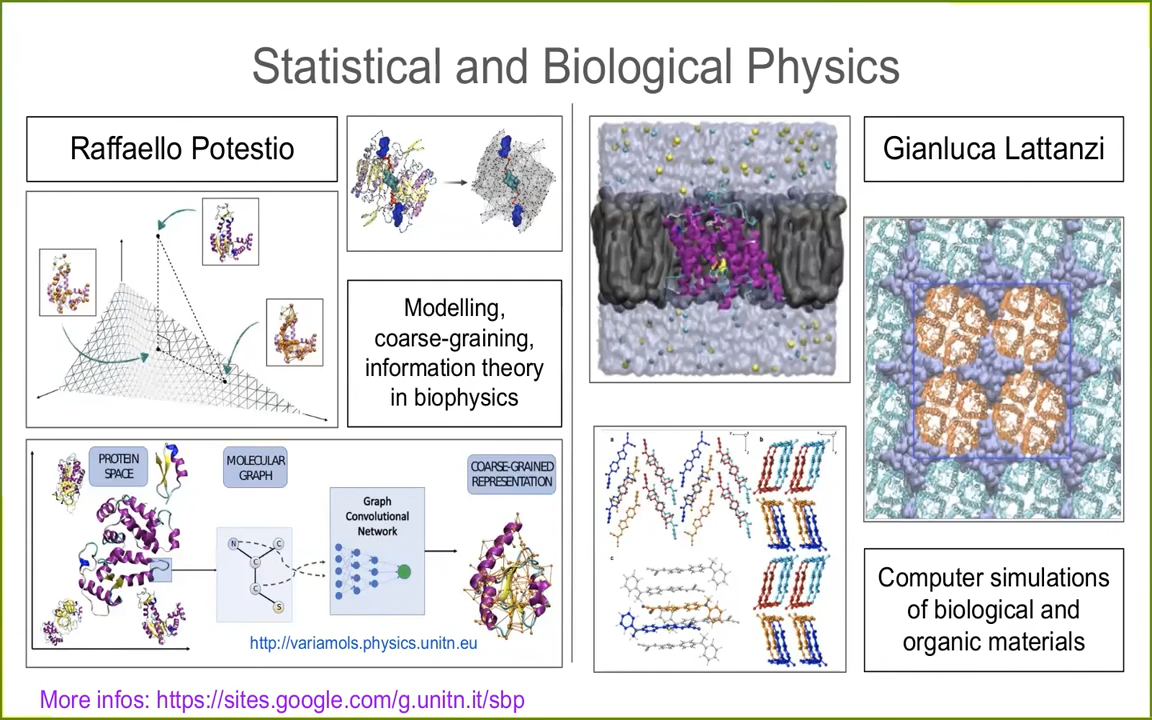 Statistical and Biological Physics
Raffaello Potestio
Modelling,
coarse-graining,
information theory
in biophysics
PROTEIN
SPACE
MOLECULAR
GRAPH
Graph
Convolutional
Network
COARSE-GRAINED
REPRESENTATION
N
C
C
C
S
http://variamols.physics.unitn.eu
Gianluca Lattanzi
a
b
c
Computer simulations
of biological and
organic materials
More infos: https://sites.google.com/g.unitn.it/sbp